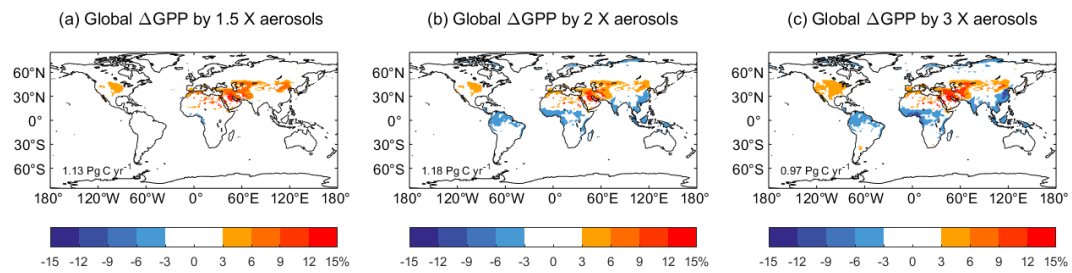 (a) Global ΔGPP by 1.5 X aerosols
60°N
30°N
0°
30°S
60°S
1.13 Pg C yr⁻¹
180° 120°W 60°W 0° 60°E 120°E 180°
-15 -12 -9 -6 -3 3 6 9 12 15%
(b) Global ΔGPP by 2 X aerosols
60°N
30°N
0°
30°S
60°S
1.18 Pg C yr⁻¹
180° 120°W 60°W 0° 60°E 120°E 180°
-15 -12 -9 -6 -3 3 6 9 12 15%
(c) Global ΔGPP by 3 X aerosols
60°N
30°N
0°
30°S
60°S
0.97 Pg C yr⁻¹
180° 120°W 60°W 0° 60°E 120°E 180°
-15 -12 -9 -6 -3 3 6 9 12 15%